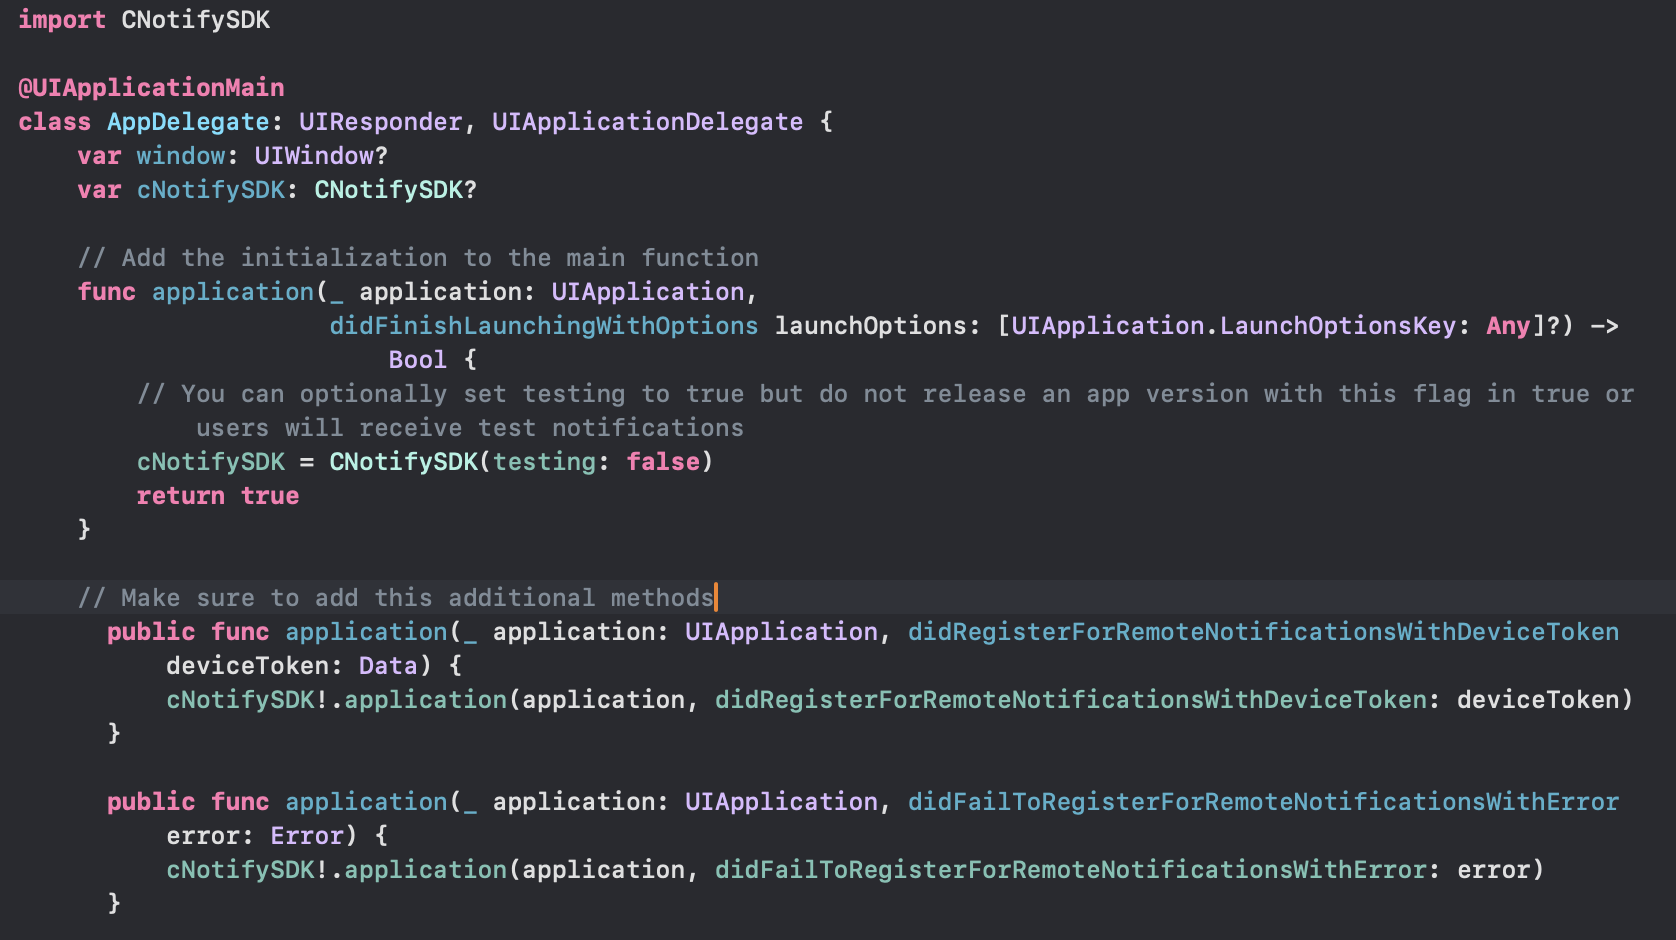 import CNotifySDK
@UIApplicationMain
class AppDelegate: UIResponder, UIApplicationDelegate {
    var window: UIWindow?
    var cNotifySDK: CNotifySDK?
    // Add the initialization to the main function
    func application(_ application: UIApplication,
                     didFinishLaunchingWithOptions launchOptions: [UIApplication.LaunchOptionsKey: Any]?) ->
                         Bool {
        // You can optionally set testing to true but do not release an app version with this flag in true or
            users will receive test notifications
        cNotifySDK = CNotifySDK(testing: false)
        return true
    }
    // Make sure to add this additional methods
      public func application(_ application: UIApplication, didRegisterForRemoteNotificationsWithDeviceToken
          deviceToken: Data) {
          cNotifySDK!.application(application, didRegisterForRemoteNotificationsWithDeviceToken: deviceToken)
      }
      public func application(_ application: UIApplication, didFailToRegisterForRemoteNotificationsWithError
          error: Error) {
          cNotifySDK!.application(application, didFailToRegisterForRemoteNotificationsWithError: error)
      }